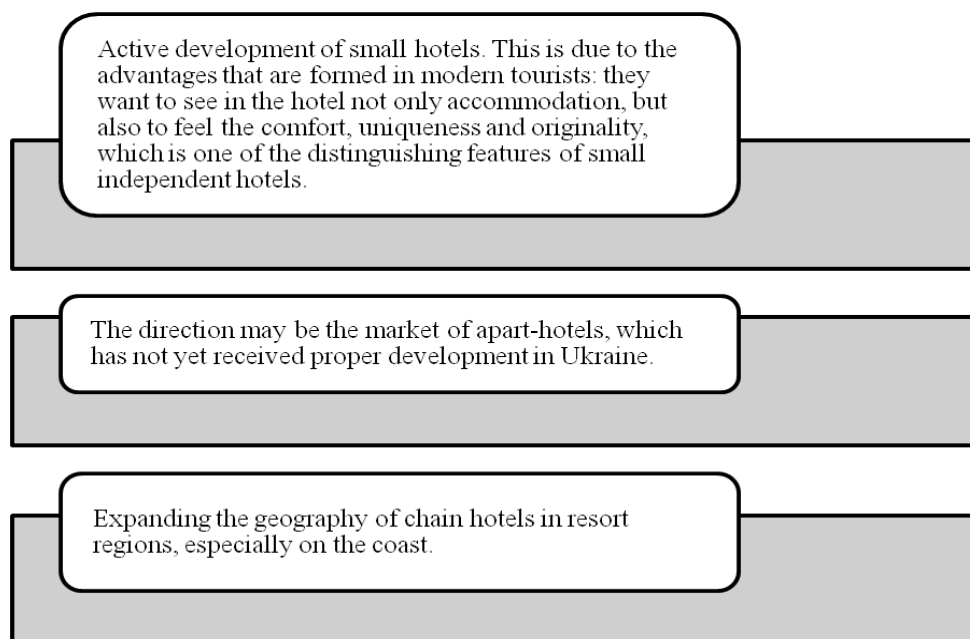 Active development of small hotels. This is due to the
advantages that are formed in modern tourists: they
want to see in the hotel not only accommodation, but
also to feel the comfort, uniqueness and originality,
which is one of the distinguishing features of small
independent hotels.
The direction may be the market of apart-hotels, which
has not yet received proper development in Ukraine.
Expanding the geography of chain hotels in resort
regions, especially on the coast.